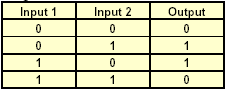 Input 1 Input 2 Output
0 0 0
0 1 1
1 0 1
1 1 0